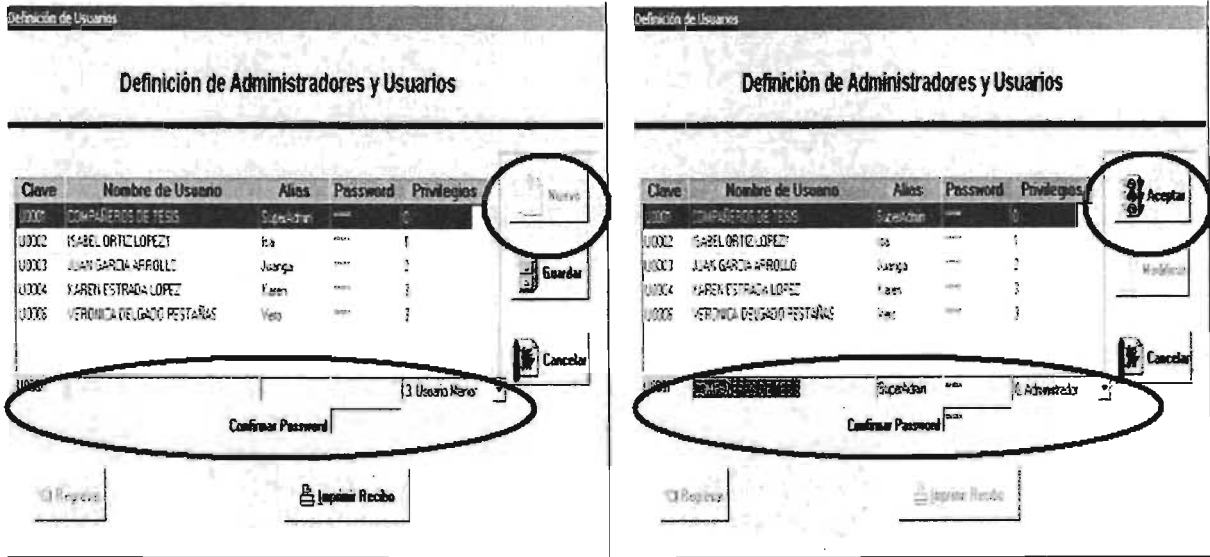 Definición de Usuarios
Definición de Administradores y Usuarios
Clave Nombre de Usuario Alias Password Privilegios
Nuevo
U0001 COMPAÑEROS DE TESIS SuperAdmin ***** 0
U0002 ISABEL ORTIZ LOPEZ1 Isa ***** 1
U0003 JUAN GARCIA ARROLLO Juanga ***** 2
Guardar
U0004 KAREN ESTRADA LOPEZ Karen ***** 3
U0006 VERONICA DELGADO PESTAÑAS Vero ***** 3
Cancelar
3. Usuario Menor
Confirmar Password
Regresar
Imprimir Recibo
Definición de Usuarios
Definición de Administradores y Usuarios
Clave Nombre de Usuario Alias Password Privilegios
Aceptar
U0001 COMPAÑEROS DE TESIS SuperAdmin ***** 0
U0002 ISABEL ORTIZ LOPEZ1 Isa ***** 1
U0003 JUAN GARCIA ARROLLO Juanga ***** 2
Modificar
U0004 KAREN ESTRADA LOPEZ Karen ***** 3
U0006 VERONICA DELGADO PESTAÑAS Vero ***** 3
Cancelar
SuperAdmin ***** 0. Administrador
Confirmar Password *****
Regresar
Imprimir Recibo